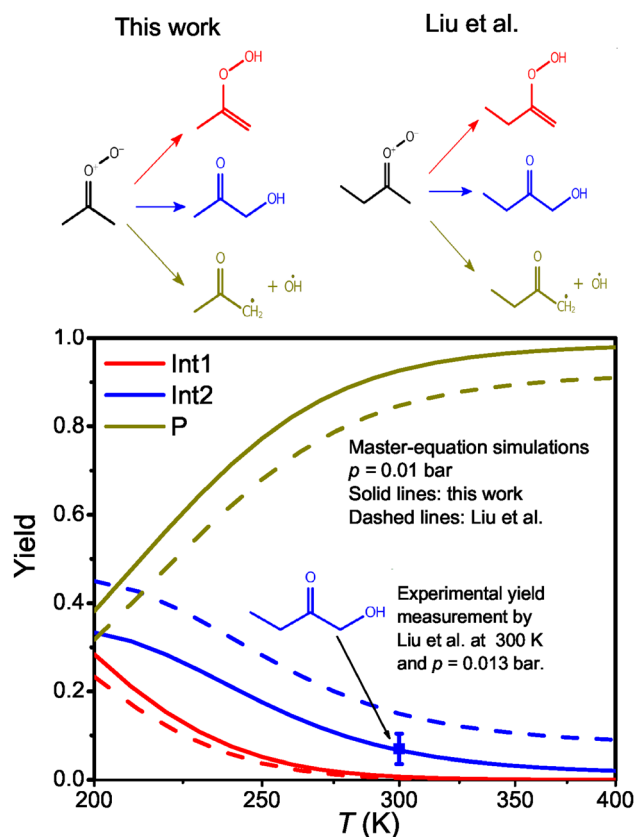 This work
Liu et al.
OH
O
O
O⁻
O⁺
O
OH
O
ĊH₂ + ȮH
OH
O
O
O⁻
O⁺
O
OH
O
ĊH₂ + ȮH
Int1
Int2
P
Master-equation simulations
p = 0.01 bar
Solid lines: this work
Dashed lines: Liu et al.
O
OH
Experimental yield
measurement by
Liu et al. at 300 K
and p = 0.013 bar.
Yield
1.0
0.8
0.6
0.4
0.2
0.0
200
250
300
350
400
T (K)